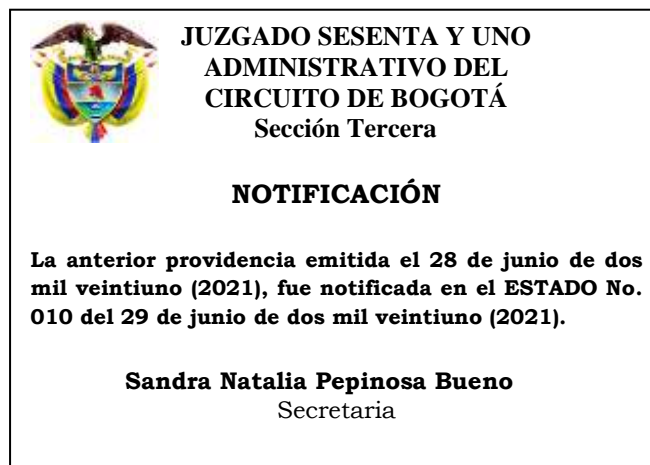 JUZGADO SESENTA Y UNO
ADMINISTRATIVO DEL
CIRCUITO DE BOGOTÁ
Sección Tercera
NOTIFICACIÓN
La anterior providencia emitida el 28 de junio de dos
mil veintiuno (2021), fue notificada en el ESTADO No.
010 del 29 de junio de dos mil veintiuno (2021).
Sandra Natalia Pepinosa Bueno
Secretaria